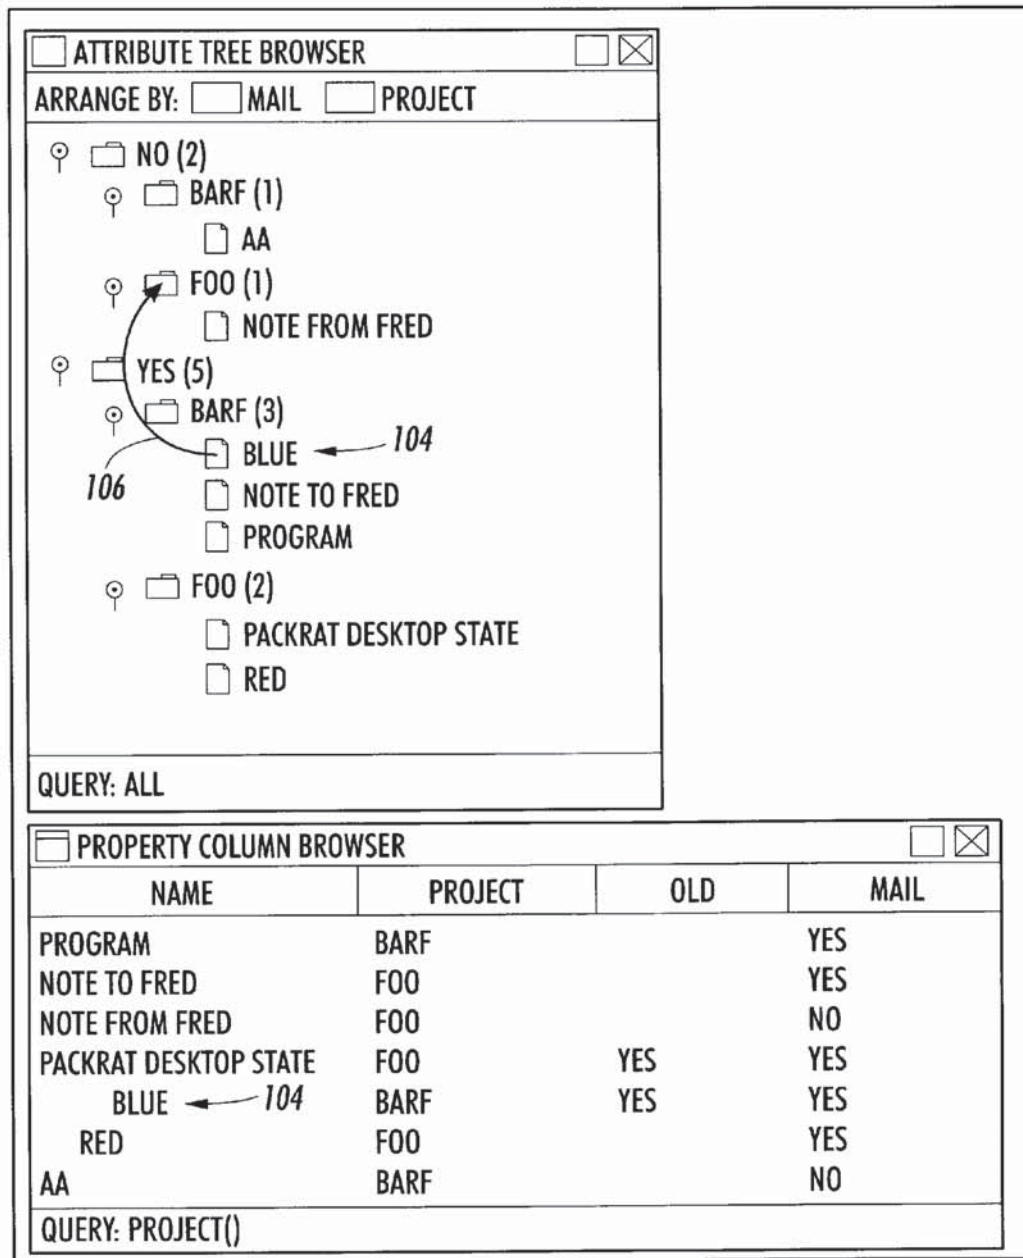 ATTRIBUTE TREE BROWSER
ARRANGE BY: MAIL PROJECT
NO (2)
BARF (1)
AA
FOO (1)
NOTE FROM FRED
YES (5)
BARF (3)
BLUE 104
106
NOTE TO FRED
PROGRAM
FOO (2)
PACKRAT DESKTOP STATE
RED
QUERY: ALL
PROPERTY COLUMN BROWSER
NAME PROJECT OLD MAIL
PROGRAM BARF YES
NOTE TO FRED FOO YES
NOTE FROM FRED FOO NO
PACKRAT DESKTOP STATE FOO YES YES
BLUE 104 BARF YES YES
RED FOO YES
AA BARF NO
QUERY: PROJECT()